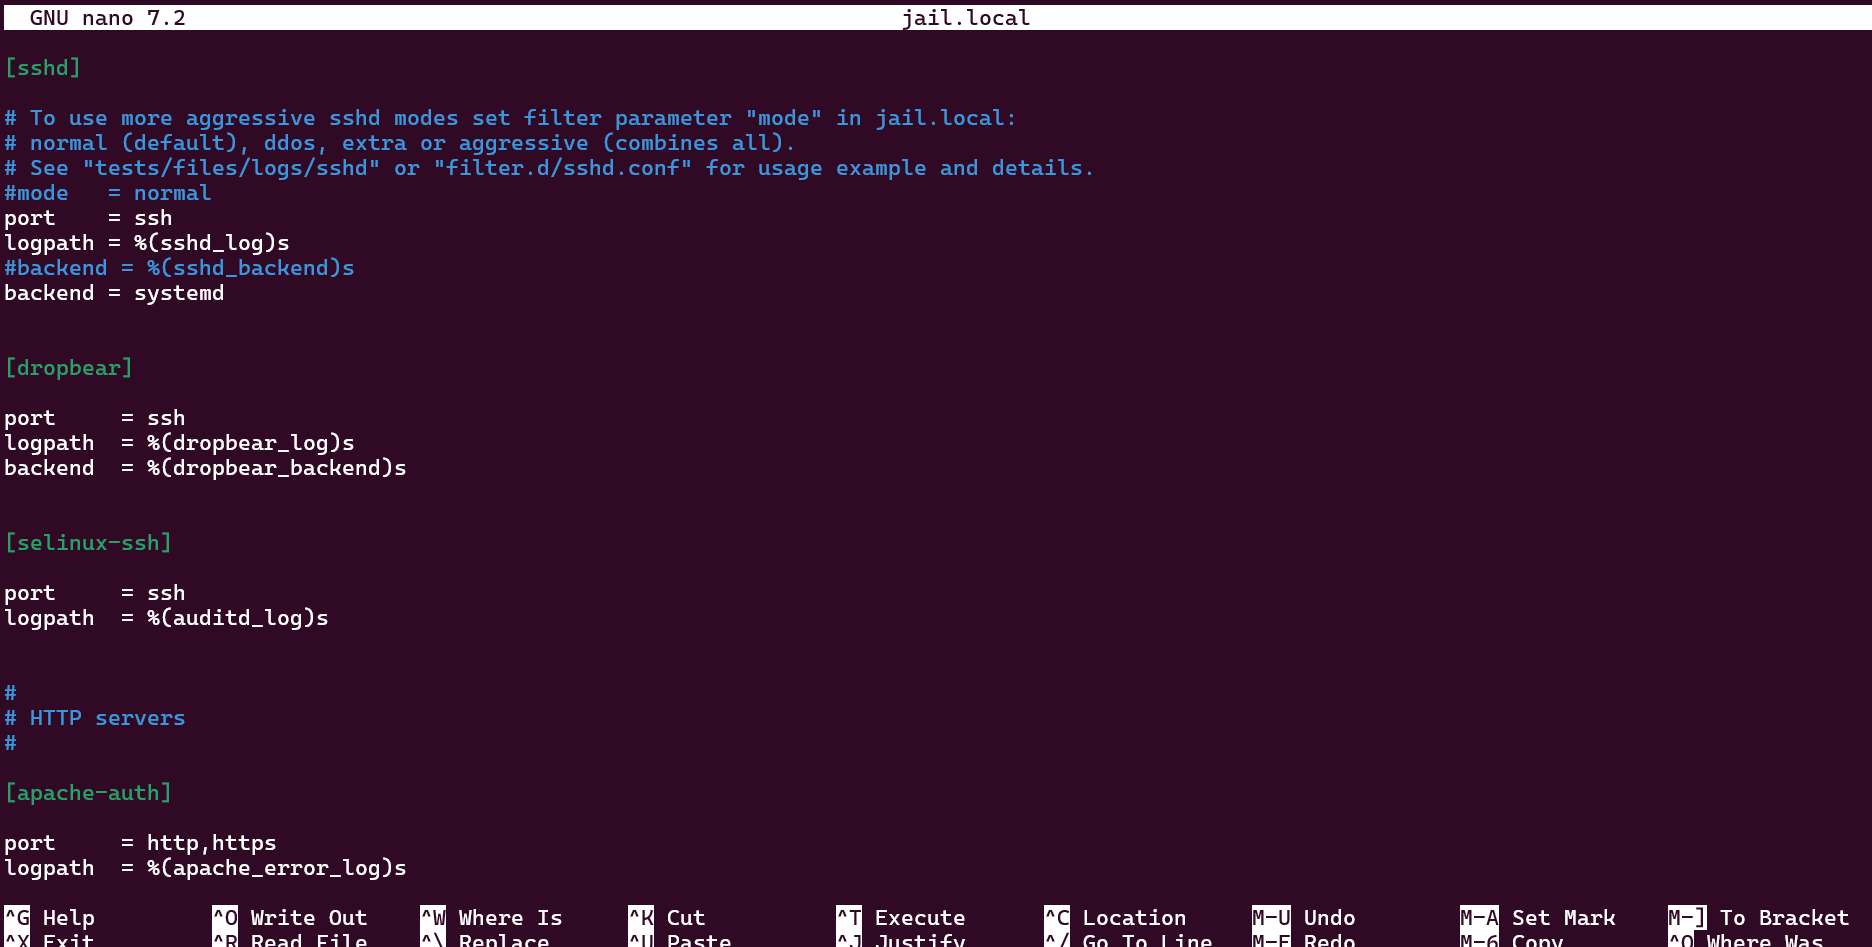 GNU nano 7.2 jail.local
[sshd]
# To use more aggressive sshd modes set filter parameter "mode" in jail.local:
# normal (default), ddos, extra or aggressive (combines all).
# See "tests/files/logs/sshd" or "filter.d/sshd.conf" for usage example and details.
#mode   = normal
port    = ssh
logpath = %(sshd_log)s
#backend = %(sshd_backend)s
backend = systemd
[dropbear]
port     = ssh
logpath  = %(dropbear_log)s
backend  = %(dropbear_backend)s
[selinux-ssh]
port     = ssh
logpath  = %(auditd_log)s
#
# HTTP servers
#
[apache-auth]
port     = http,https
logpath  = %(apache_error_log)s
^G Help ^O Write Out ^W Where Is ^K Cut ^T Execute ^C Location M-U Undo M-A Set Mark M-] To Bracket
^X Exit ^R Read File ^\ Replace ^U Paste ^J Justify ^/ Go To Line M-E Redo M-6 Copy ^Q Where Was